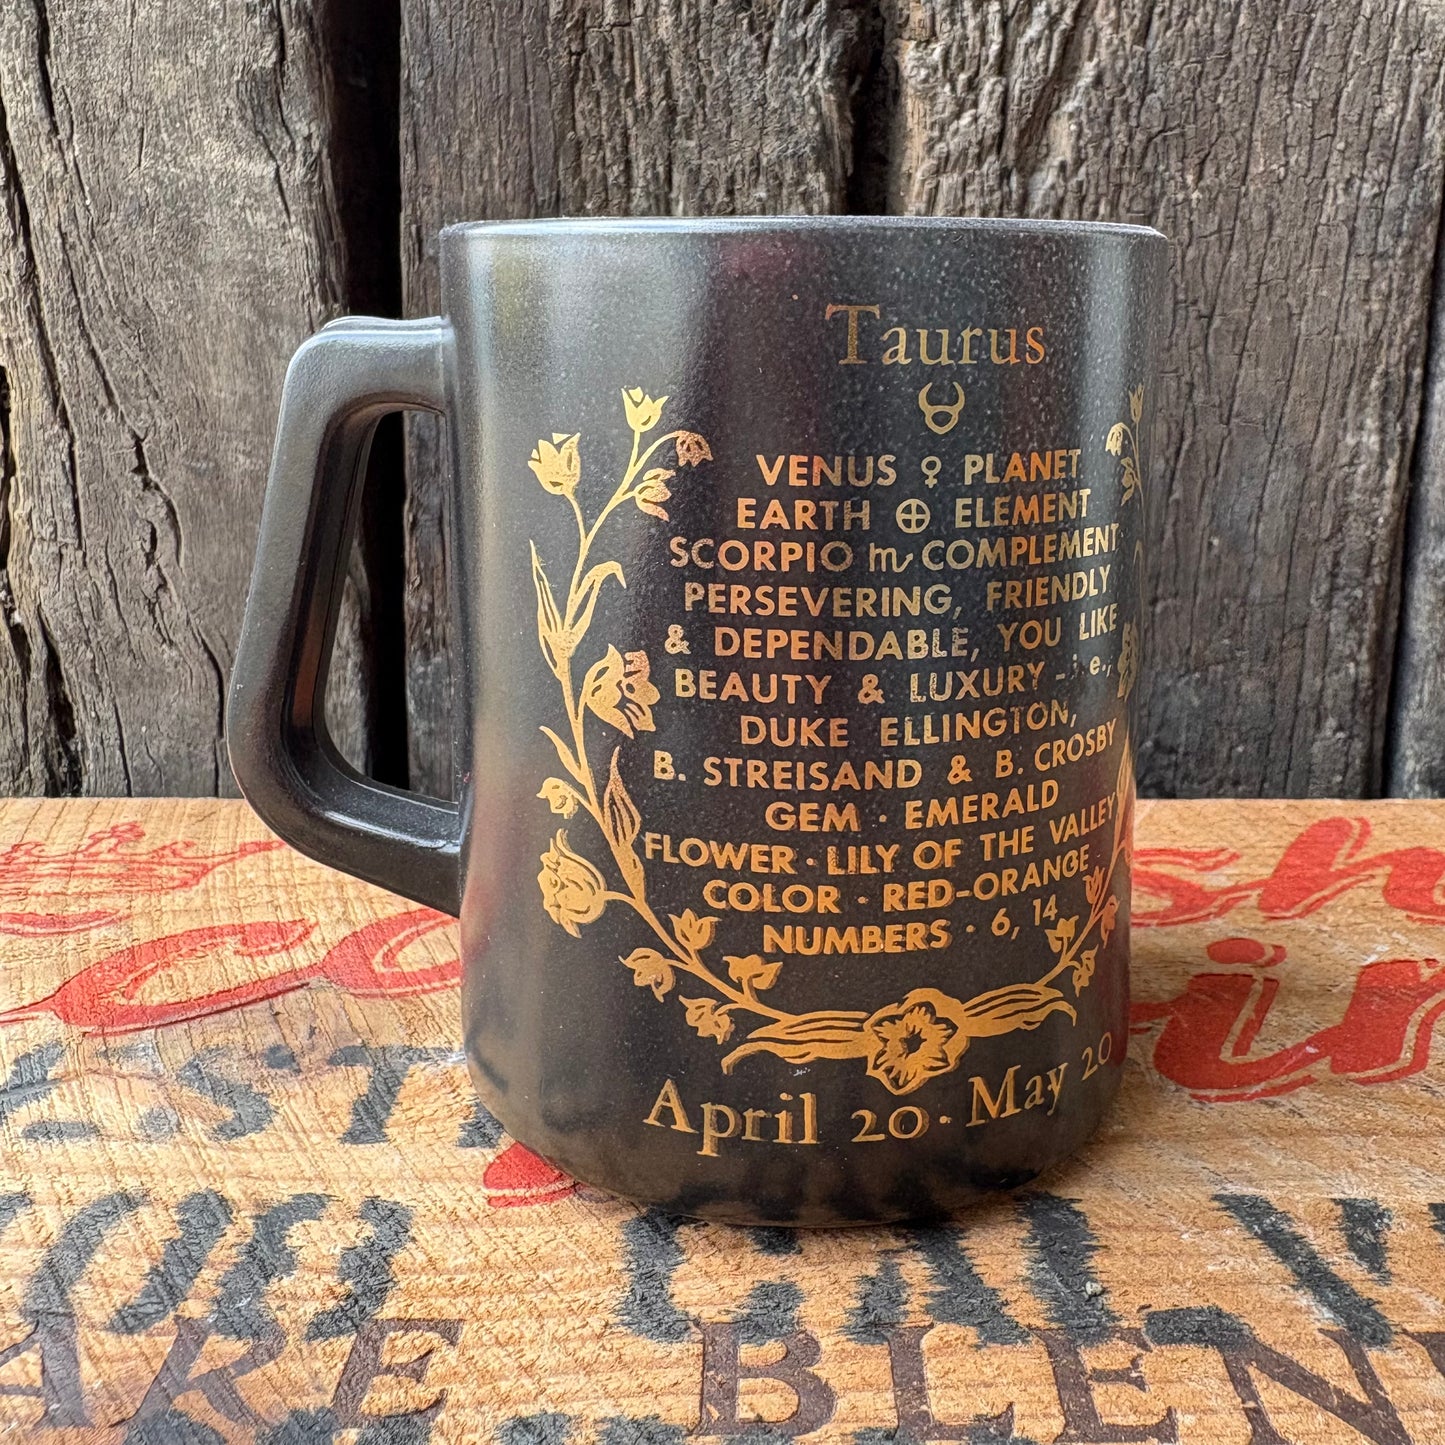 Taurus
♉
VENUS ♀ PLANET
EARTH ⊕ ELEMENT
SCORPIO ♏ COMPLEMENT
PERSEVERING, FRIENDLY
& DEPENDABLE, YOU LIKE
BEAUTY & LUXURY - i.e.,
DUKE ELLINGTON,
B. STREISAND & B. CROSBY
GEM · EMERALD
FLOWER · LILY OF THE VALLEY
COLOR · RED-ORANGE
NUMBERS · 6, 14
April 20 · May 20